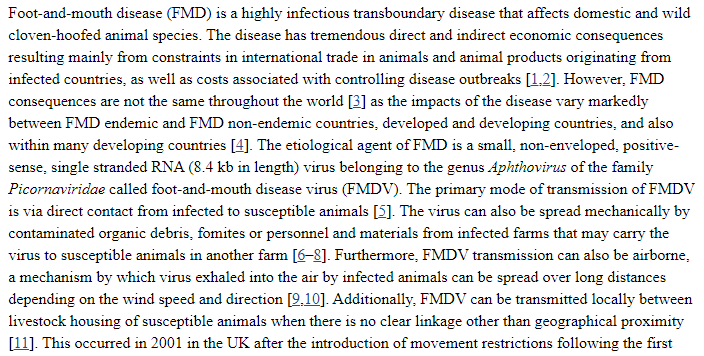 Foot-and-mouth disease (FMD) is a highly infectious transboundary disease that affects domestic and wild
cloven-hoofed animal species. The disease has tremendous direct and indirect economic consequences
resulting mainly from constraints in international trade in animals and animal products originating from
infected countries, as well as costs associated with controlling disease outbreaks [1,2]. However, FMD
consequences are not the same throughout the world [3] as the impacts of the disease vary markedly
between FMD endemic and FMD non-endemic countries, developed and developing countries, and also
within many developing countries [4]. The etiological agent of FMD is a small, non-enveloped, positive-
sense, single stranded RNA (8.4 kb in length) virus belonging to the genus Aphthovirus of the family
Picornaviridae called foot-and-mouth disease virus (FMDV). The primary mode of transmission of FMDV
is via direct contact from infected to susceptible animals [5]. The virus can also be spread mechanically by
contaminated organic debris, fomites or personnel and materials from infected farms that may carry the
virus to susceptible animals in another farm [6–8]. Furthermore, FMDV transmission can also be airborne,
a mechanism by which virus exhaled into the air by infected animals can be spread over long distances
depending on the wind speed and direction [9,10]. Additionally, FMDV can be transmitted locally between
livestock housing of susceptible animals when there is no clear linkage other than geographical proximity
[11]. This occurred in 2001 in the UK after the introduction of movement restrictions following the first